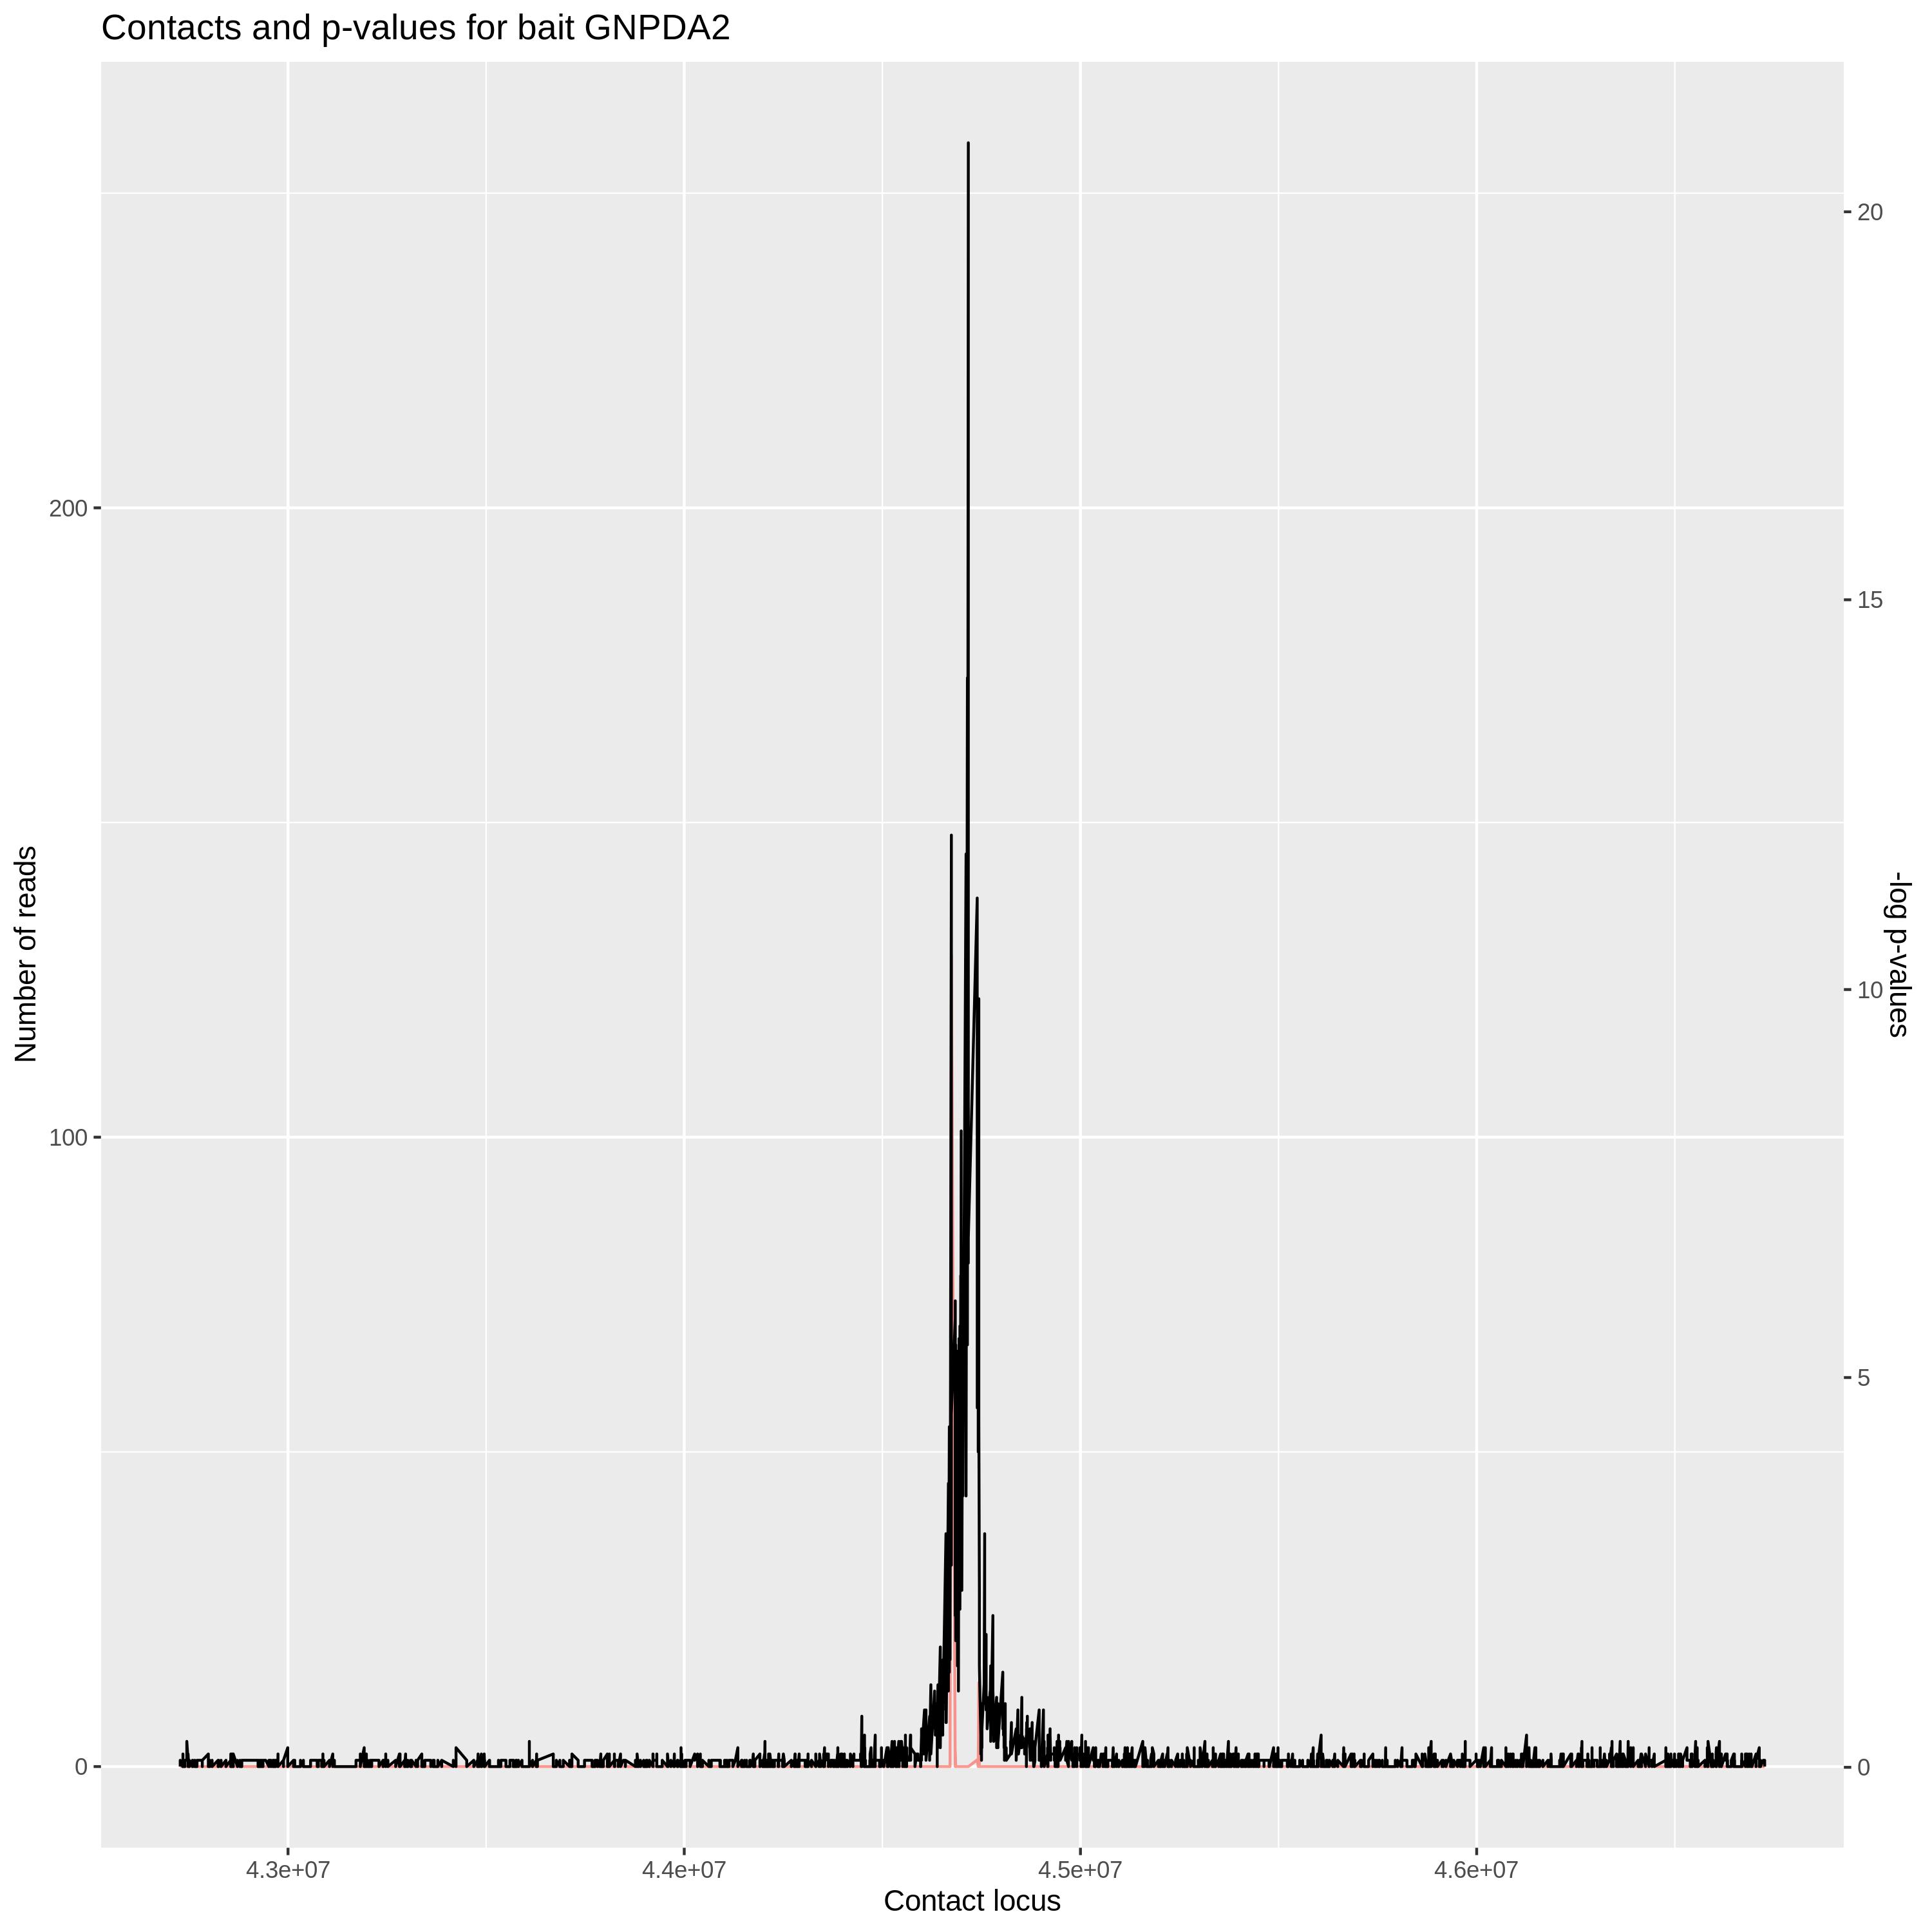 Contacts and p-values for bait GNPDA2
Number of reads
200
100
0
20
15
10
5
0
-log p-values
4.3e+07
4.4e+07
4.5e+07
4.6e+07
Contact locus